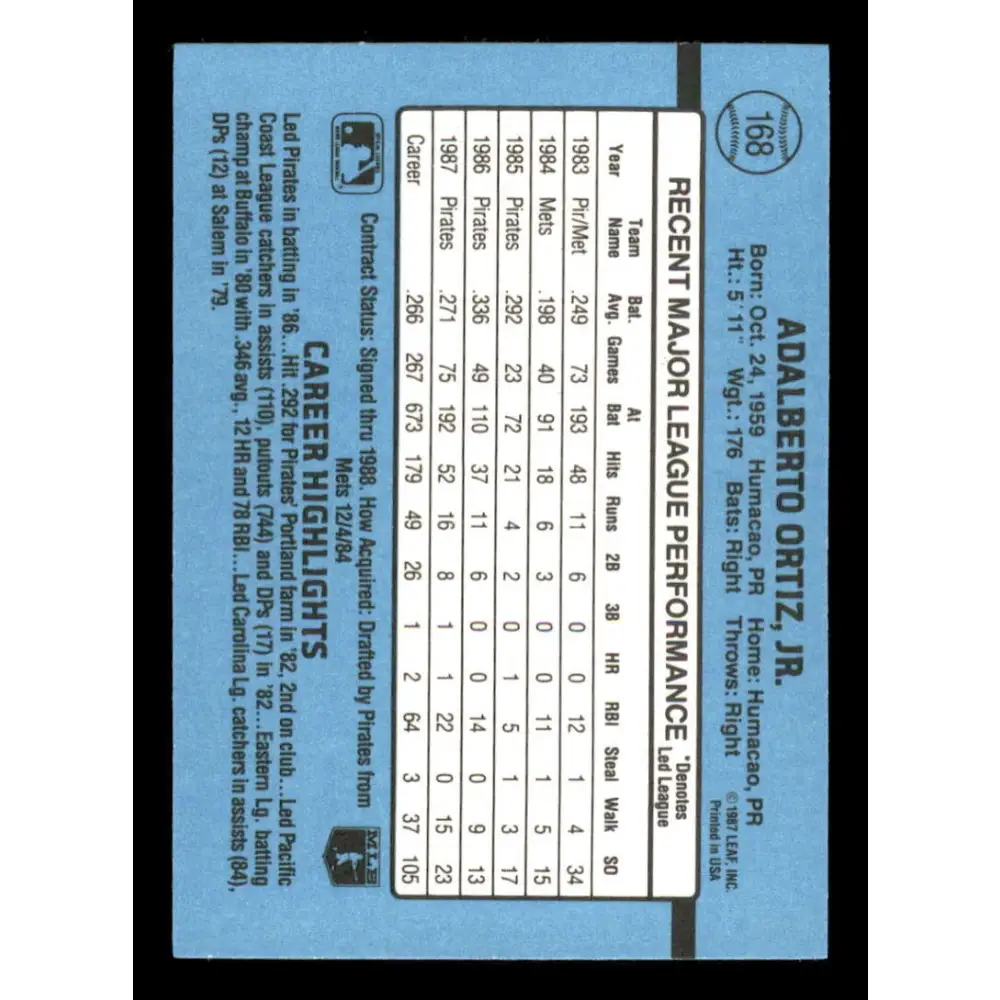 168
ADALBERTO ORTIZ, JR.
Born: Oct. 24, 1959 Humacao, PR Home: Humacao, PR
Ht.: 5'11" Wgt.: 176 Bats: Right Throws: Right
© 1987 LEAF, INC.
Printed in USA
RECENT MAJOR LEAGUE PERFORMANCE *Denotes Led League
Year Team Name Bat. Avg. Games At Bat Hits Runs 2B 3B HR RBI Steal Walk SO
1983 Pir/Met .249 73 193 48 11 6 0 0 12 1 4 34
1984 Mets .198 40 91 18 6 3 0 0 11 1 5 15
1985 Pirates .292 23 72 21 4 2 0 1 5 1 3 17
1986 Pirates .336 49 110 37 11 6 0 0 14 0 9 13
1987 Pirates .271 75 192 52 16 8 1 1 22 0 15 23
Career .266 267 673 179 49 26 1 2 64 3 37 105
Contract Status: Signed thru 1988. How Acquired: Drafted by Pirates from
Mets 12/4/84
MLB
CAREER HIGHLIGHTS
Led Pirates in batting in '86...Hit .292 for Pirates' Portland farm in '82, 2nd on club...Led Pacific
Coast League catchers in assists (110), putouts (744) and DPs (17) in '82...Eastern Lg. batting
champ at Buffalo in '80 with .346 avg., 12 HR and 78 RBI...Led Carolina Lg. catchers in assists (84),
DPs (12) at Salem in '79.